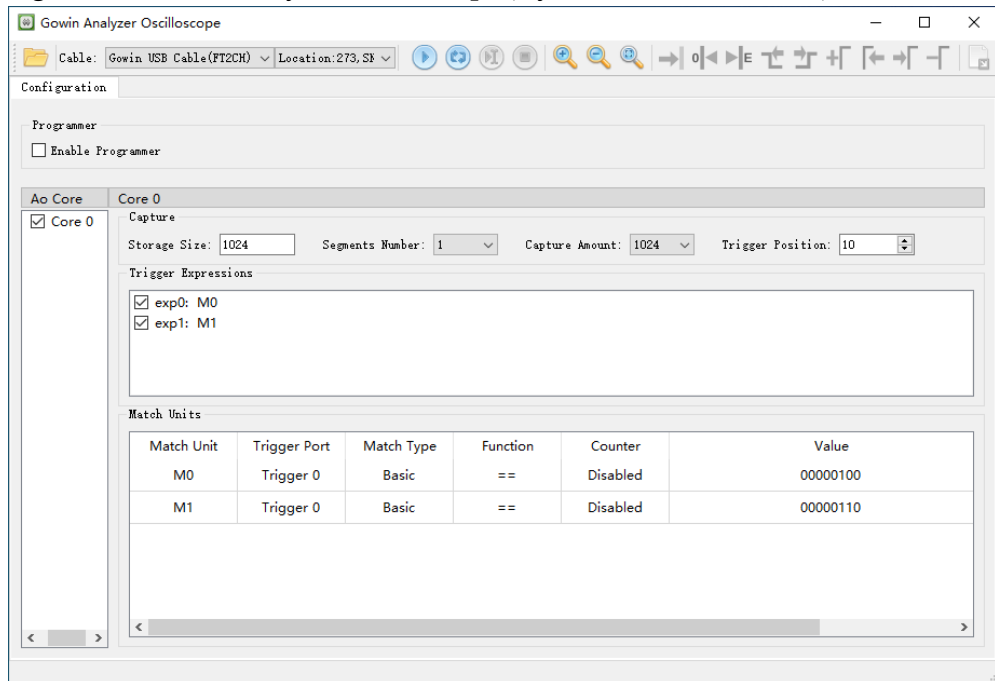 Gowin Analyzer Oscilloscope
Cable: Gowin USB Cable(FT2CH) Location:273, 0 E
Configuration
Programmer
Enable Programmer
Ao Core Core 0
Core 0
Capture
Storage Size: 1024 Segments Number: 1 Capture Amount: 1024 Trigger Position: 10
Trigger Expressions
exp0: M0
exp1: M1
Match Units
Match Unit Trigger Port Match Type Function Counter Value
M0 Trigger 0 Basic == Disabled 00000100
M1 Trigger 0 Basic == Disabled 00000110